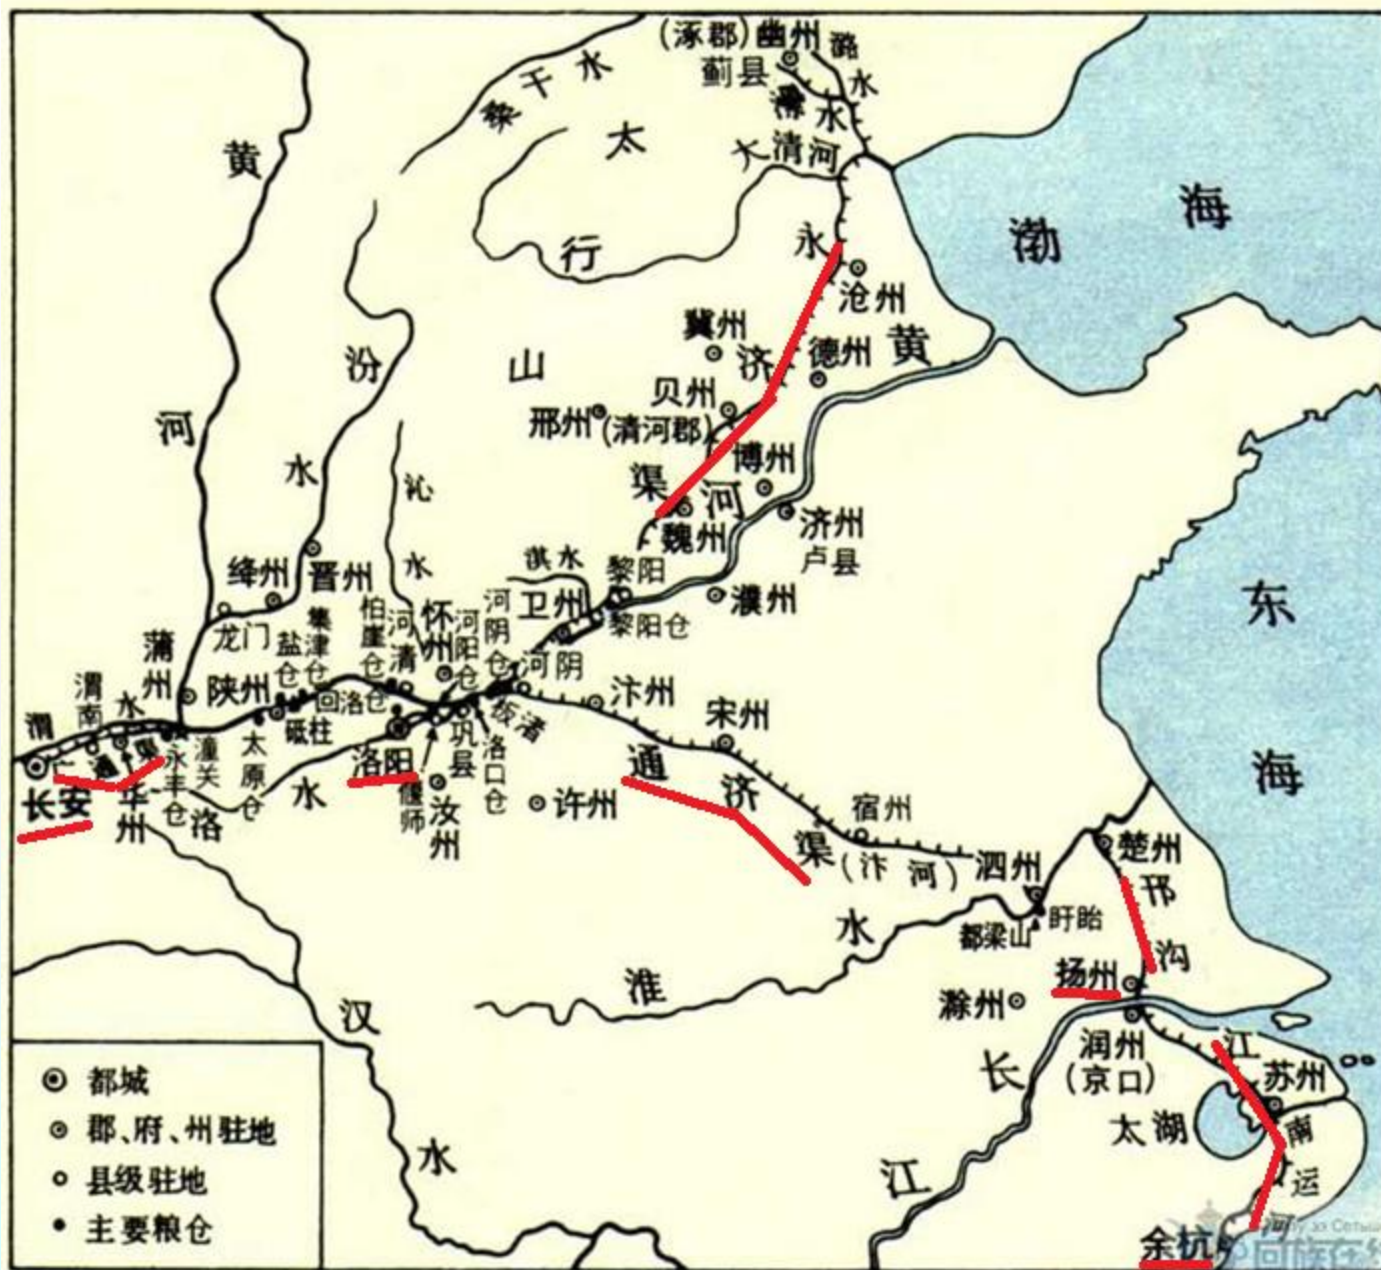 (涿郡)幽州
潞水
蓟县
桑干水
水
大清河
太行山
黄河
渤海
永济渠
沧州
冀州
德州
黄河
贝州
(清河郡)
邢州
博州
汾水
沁水
魏州
济州
卢县
淇水
黎阳
濮州
卫州
黎阳仓
绛州
晋州
龙门
蒲州
盐仓
集津仓
柏崖仓
河清
怀州
河阳仓
河阴仓
河阴
东海
渭南
渭水
陕州
砥柱
回洛仓
板渚
汴州
宋州
广通渠
永丰仓
潼关
太原仓
洛阳
偃师
巩县
洛口仓
长安
华州
洛水
汝州
许州
通济渠
(汴河)
宿州
泗州
楚州
盱眙
都梁山
邗沟
淮水
扬州
滁州
汉水
长江
润州
(京口)
苏州
太湖
江南运河
余杭
都城
郡、府、州驻地
县级驻地
主要粮仓
回族在线